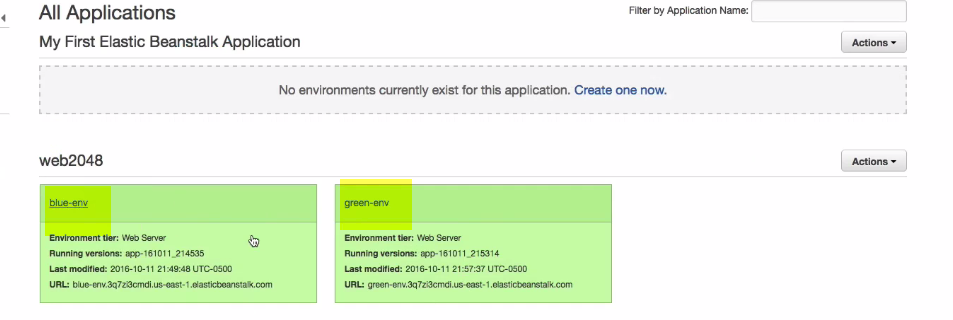 All Applications
Filter by Application Name:
My First Elastic Beanstalk Application
Actions
No environments currently exist for this application. Create one now.
web2048
Actions
blue-env
Environment tier: Web Server
Running versions: app-161011_214535
Last modified: 2016-10-11 21:49:48 UTC-0500
URL: blue-env.3q7zi3cmdi.us-east-1.elasticbeanstalk.com
green-env
Environment tier: Web Server
Running versions: app-161011_215314
Last modified: 2016-10-11 21:57:37 UTC-0500
URL: green-env.3q7zi3cmdi.us-east-1.elasticbeanstalk.com